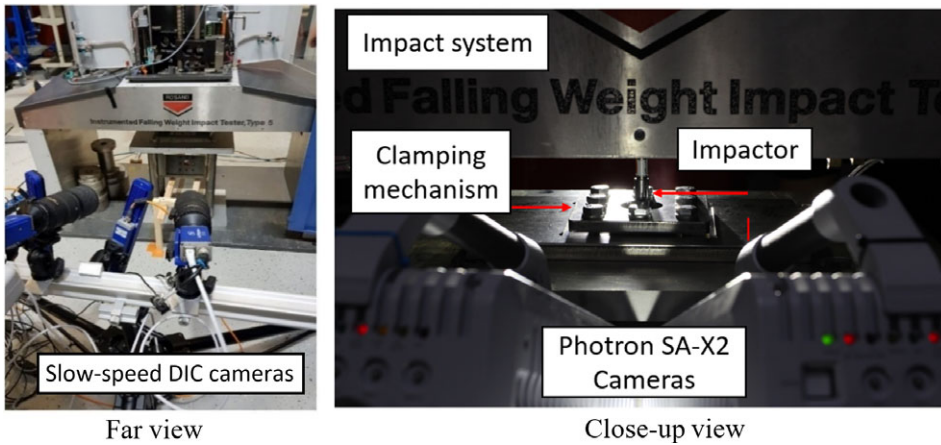 ROSAND
Instrumented Falling Weight Impact Tester, Type 5
Slow-speed DIC cameras
Far view
Impact system
ed Falling Weight Impact Te
Clamping
mechanism
Impactor
Photron SA-X2
Cameras
Close-up view